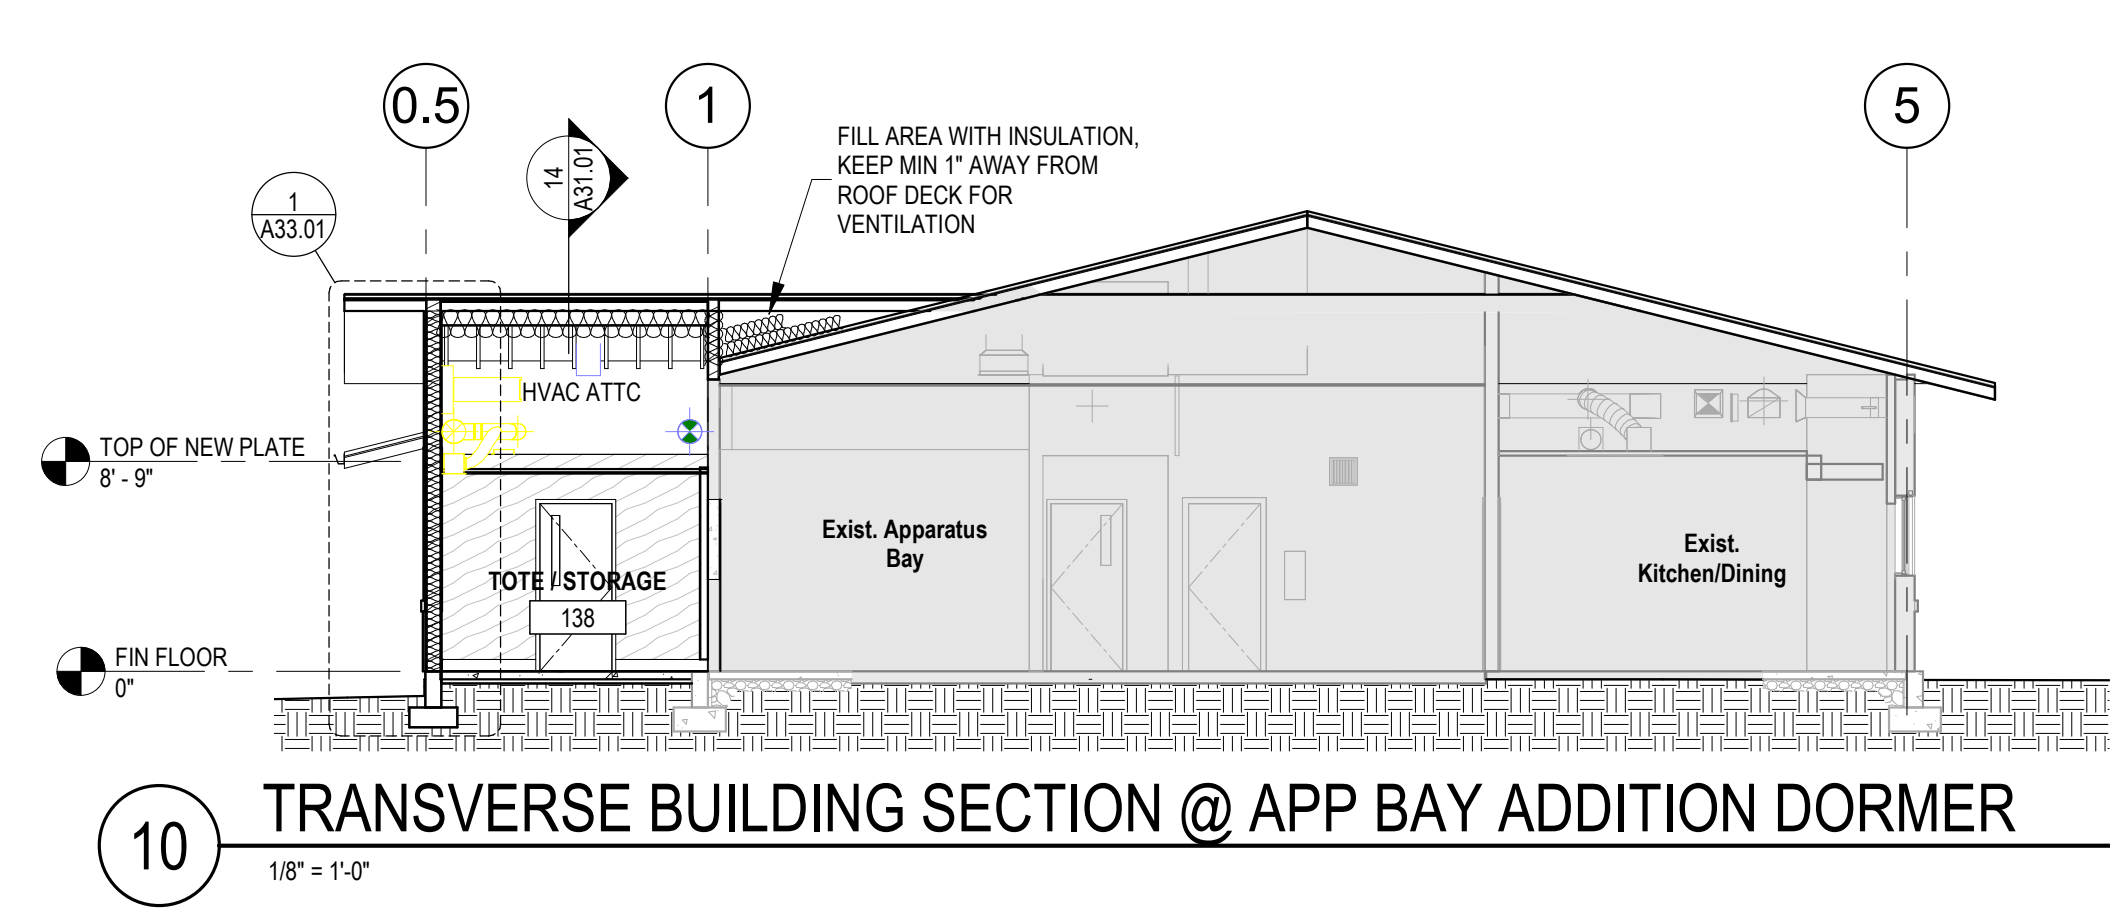 0.5
1
5
14
A31.01
FILL AREA WITH INSULATION,
KEEP MIN 1" AWAY FROM
ROOF DECK FOR
VENTILATION
1
A33.01
HVAC ATTC
TOP OF NEW PLATE
8' - 9"
Exist. Apparatus
Bay
Exist.
Kitchen/Dining
TOTE / STORAGE
138
FIN FLOOR
0"
10
TRANSVERSE BUILDING SECTION @ APP BAY ADDITION DORMER
1/8" = 1'-0"